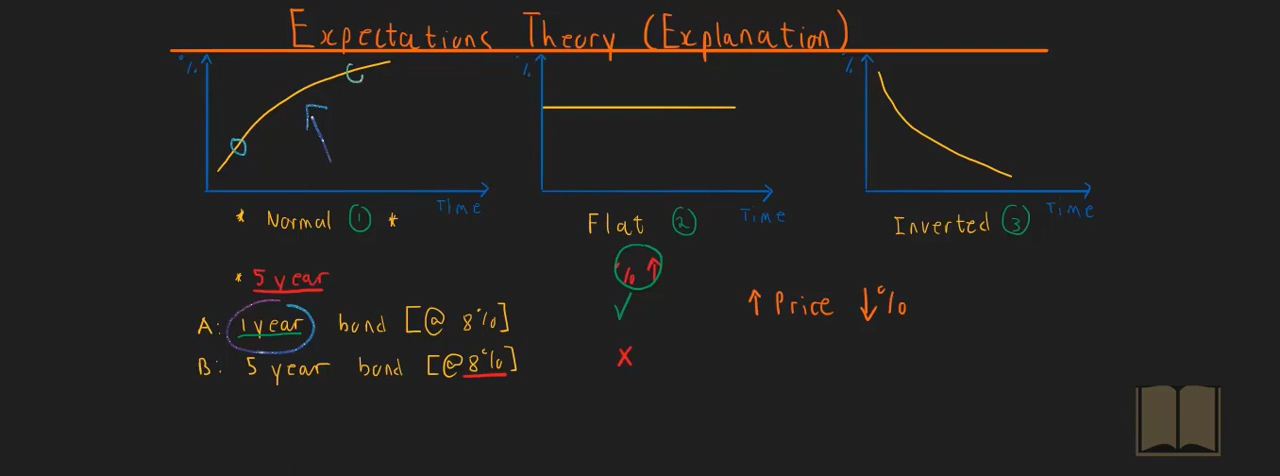 Expectations Theory (Explanation)
% % %
Time Time Time
* Normal ① * Flat ② Inverted ③
* 5 year % ↑
↑ Price ↓%
A: 1 year bond [@ 8%] ✓
B: 5 year bond [@ 8%] X